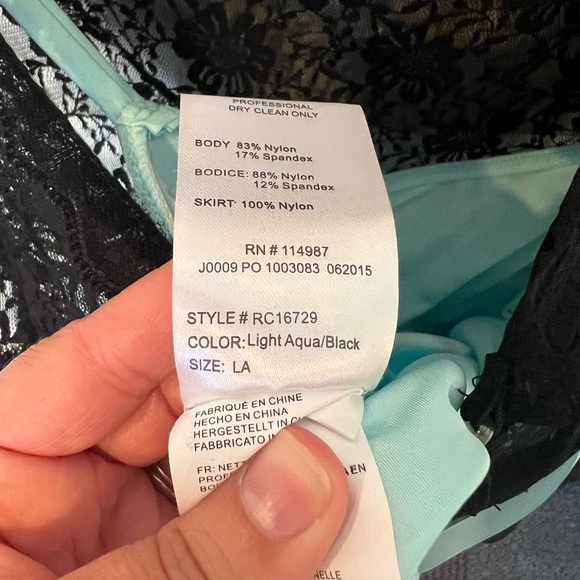 PROFESSIONAL
DRY CLEAN ONLY
BODY 83% Nylon
17% Spandex
BODICE: 88% Nylon
12% Spandex
SKIRT: 100% Nylon
RN # 114987
J0009 PO 1003083 062015
STYLE# RC16729
COLOR: Light Aqua/Black
SIZE: LA
FABRIQUÉ EN CHINE
HECHO EN CHINA
HERGESTELLT IN
FABBRICATO
FR:
EN